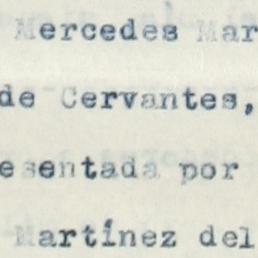 Mercedes Mar
de Cervantes,
esentada por
Martínez del